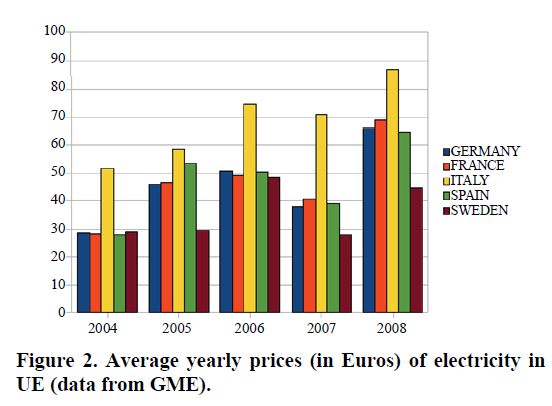 100
90
80
70
60
50
40
30
20
10
0
2004 2005 2006 2007 2008
GERMANY
FRANCE
ITALY
SPAIN
SWEDEN
Figure 2. Average yearly prices (in Euros) of electricity in
UE (data from GME).